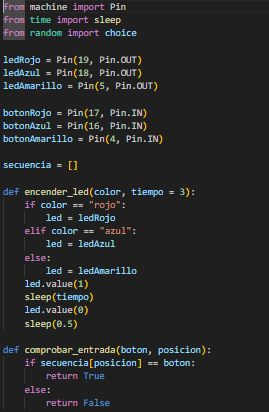 from machine import Pin
from time import sleep
from random import choice
ledRojo = Pin(19, Pin.OUT)
ledAzul = Pin(18, Pin.OUT)
ledAmarillo = Pin(5, Pin.OUT)
botonRojo = Pin(17, Pin.IN)
botonAzul = Pin(16, Pin.IN)
botonAmarillo = Pin(4, Pin.IN)
secuencia = []
def encender_led(color, tiempo = 3):
    if color == "rojo":
        led = ledRojo
    elif color == "azul":
        led = ledAzul
    else:
        led = ledAmarillo
    led.value(1)
    sleep(tiempo)
    led.value(0)
    sleep(0.5)
def comprobar_entrada(boton, posicion):
    if secuencia[posicion] == boton:
        return True
    else:
        return False